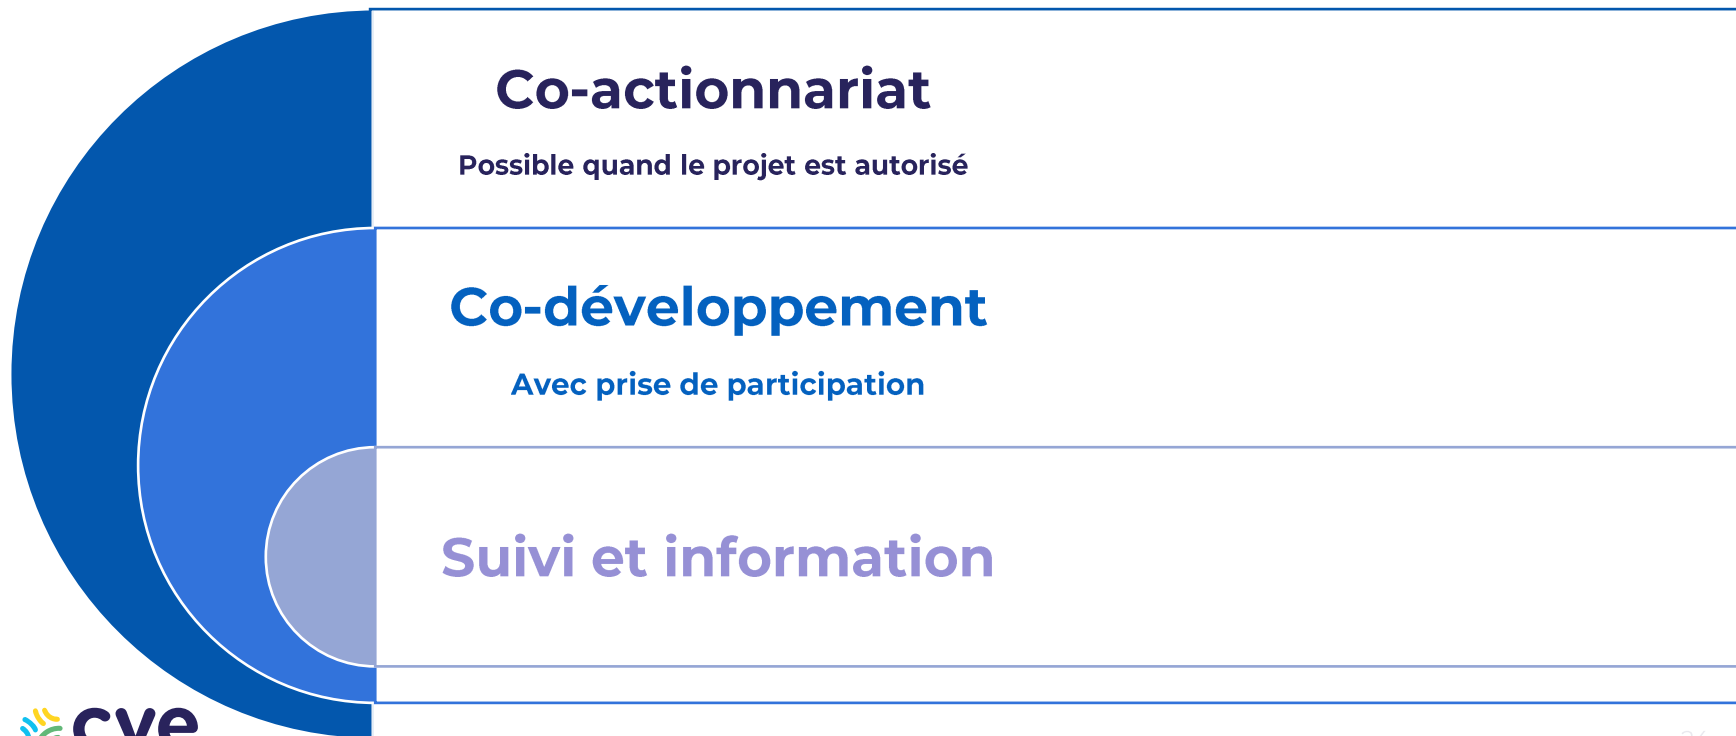 Co-actionnariat
Possible quand le projet est autorisé
Co-développement
Avec prise de participation
Suivi et information
cve